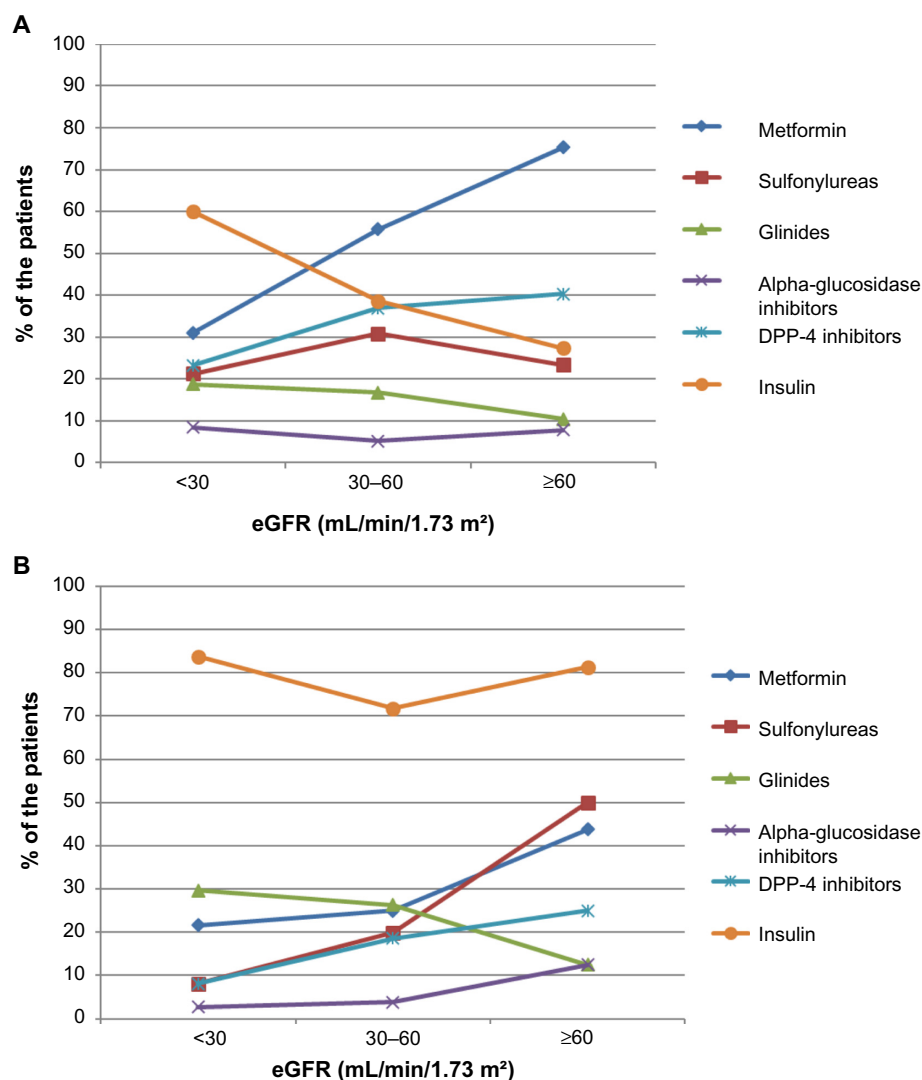 A
100
90
80
70
60
50
40
30
20
10
0
% of the patients
<30
30–60
≥60
eGFR (mL/min/1.73 m²)
Metformin
Sulfonylureas
Glinides
Alpha-glucosidase
inhibitors
DPP-4 inhibitors
Insulin
B
100
90
80
70
60
50
40
30
20
10
0
% of the patients
<30
30–60
≥60
eGFR (mL/min/1.73 m²)
Metformin
Sulfonylureas
Glinides
Alpha-glucosidase
inhibitors
DPP-4 inhibitors
Insulin